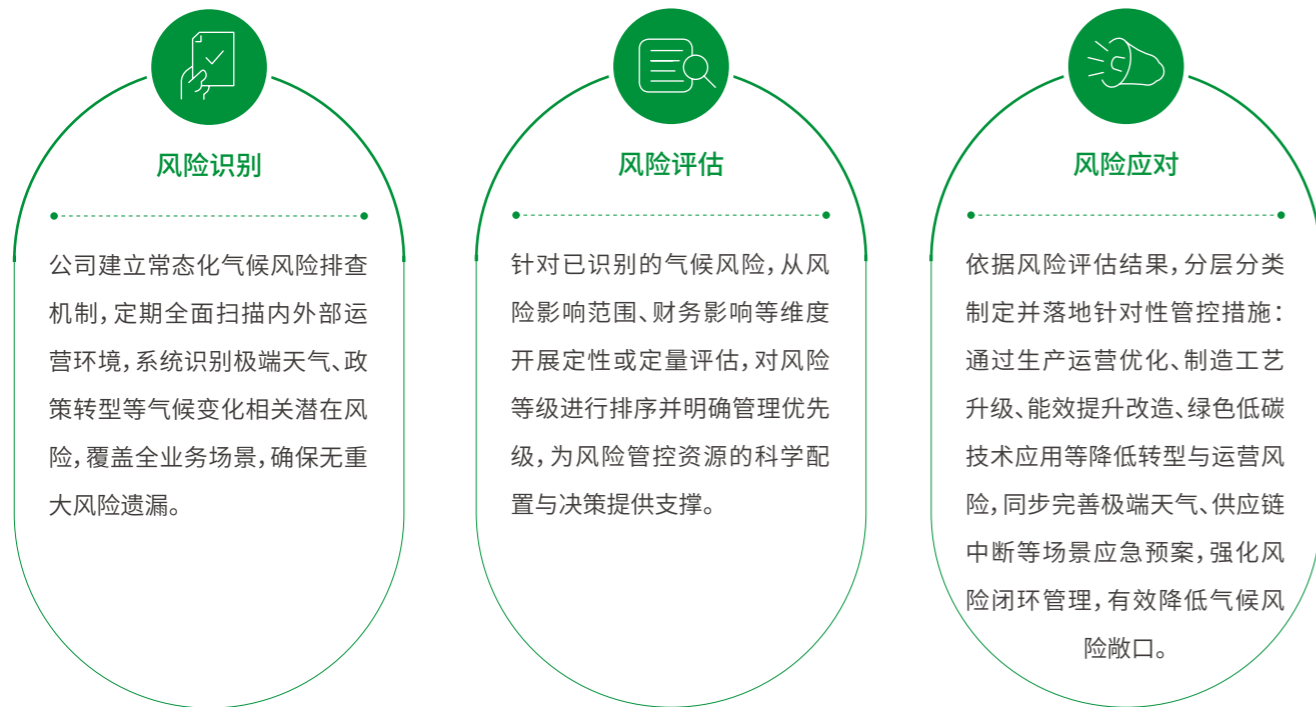 风险识别
公司建立常态化气候风险排查
机制，定期全面扫描内外部运
营环境，系统识别极端天气、政
策转型等气候变化相关潜在风
险，覆盖全业务场景，确保无重
大风险遗漏。
风险评估
针对已识别的气候风险，从风
险影响范围、财务影响等维度
开展定性或定量评估，对风险
等级进行排序并明确管理优先
级，为风险管控资源的科学配
置与决策提供支撑。
风险应对
依据风险评估结果，分层分类
制定并落地针对性管控措施：
通过生产运营优化、制造工艺
升级、能效提升改造、绿色低碳
技术应用等降低转型与运营风
险，同步完善极端天气、供应链
中断等场景应急预案，强化风
险闭环管理，有效降低气候风
险敞口。